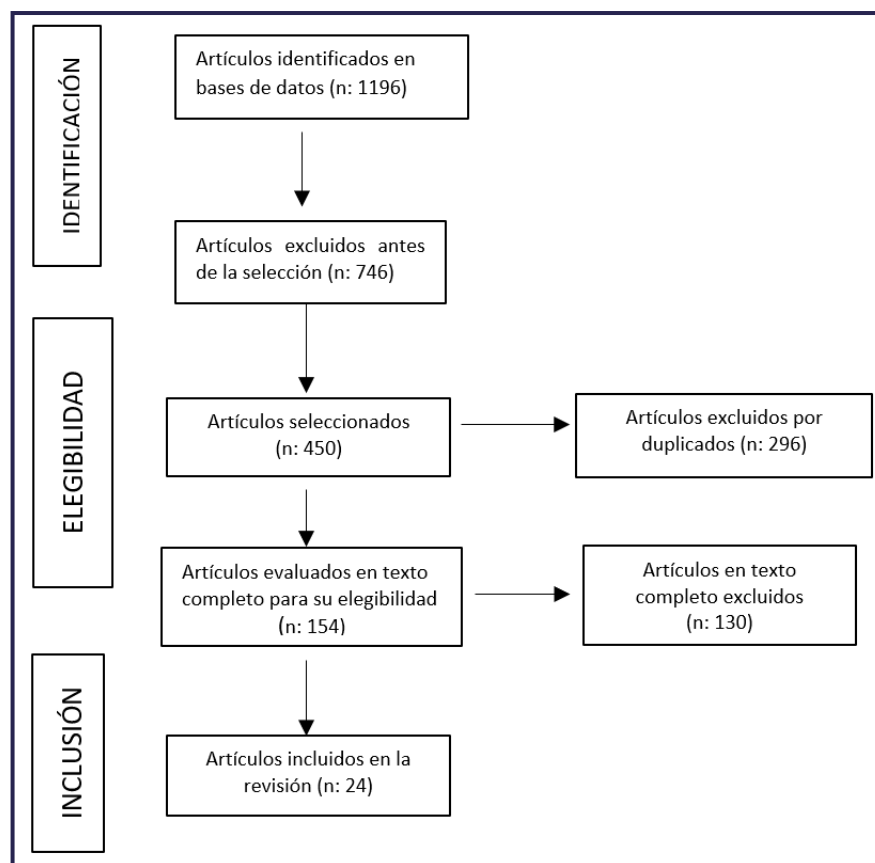 IDENTIFICACIÓN
Artículos identificados en
bases de datos (n: 1196)
Artículos excluidos antes
de la selección (n: 746)
ELEGIBILIDAD
Artículos seleccionados
(n: 450)
Artículos excluidos por
duplicados (n: 296)
Artículos evaluados en texto
completo para su elegibilidad
(n: 154)
Artículos en texto
completo excluidos
(n: 130)
INCLUSIÓN
Artículos incluidos en la
revisión (n: 24)